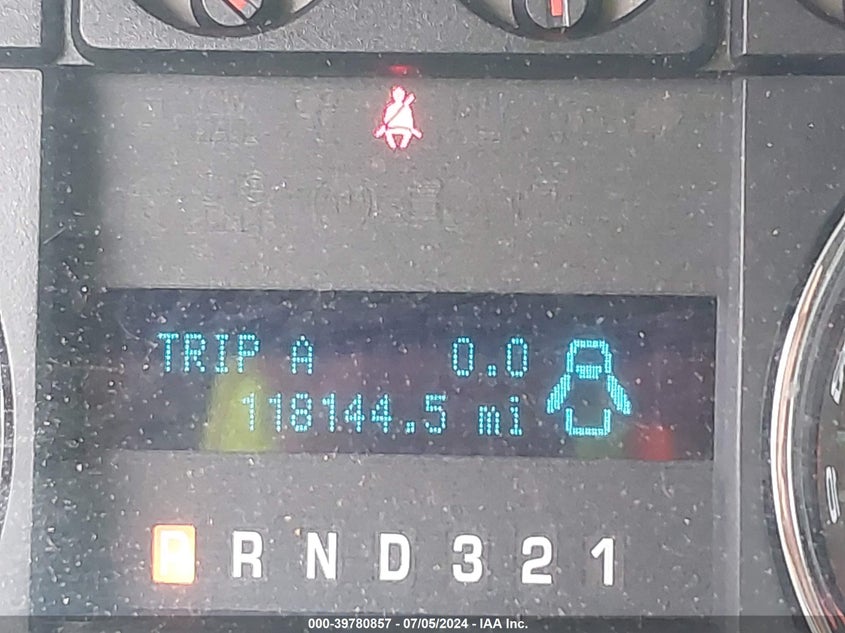 TRIP A 0.0
118144.5 mi
P R N D 3 2 1
000-39780857 - 07/05/2024 - IAA Inc.